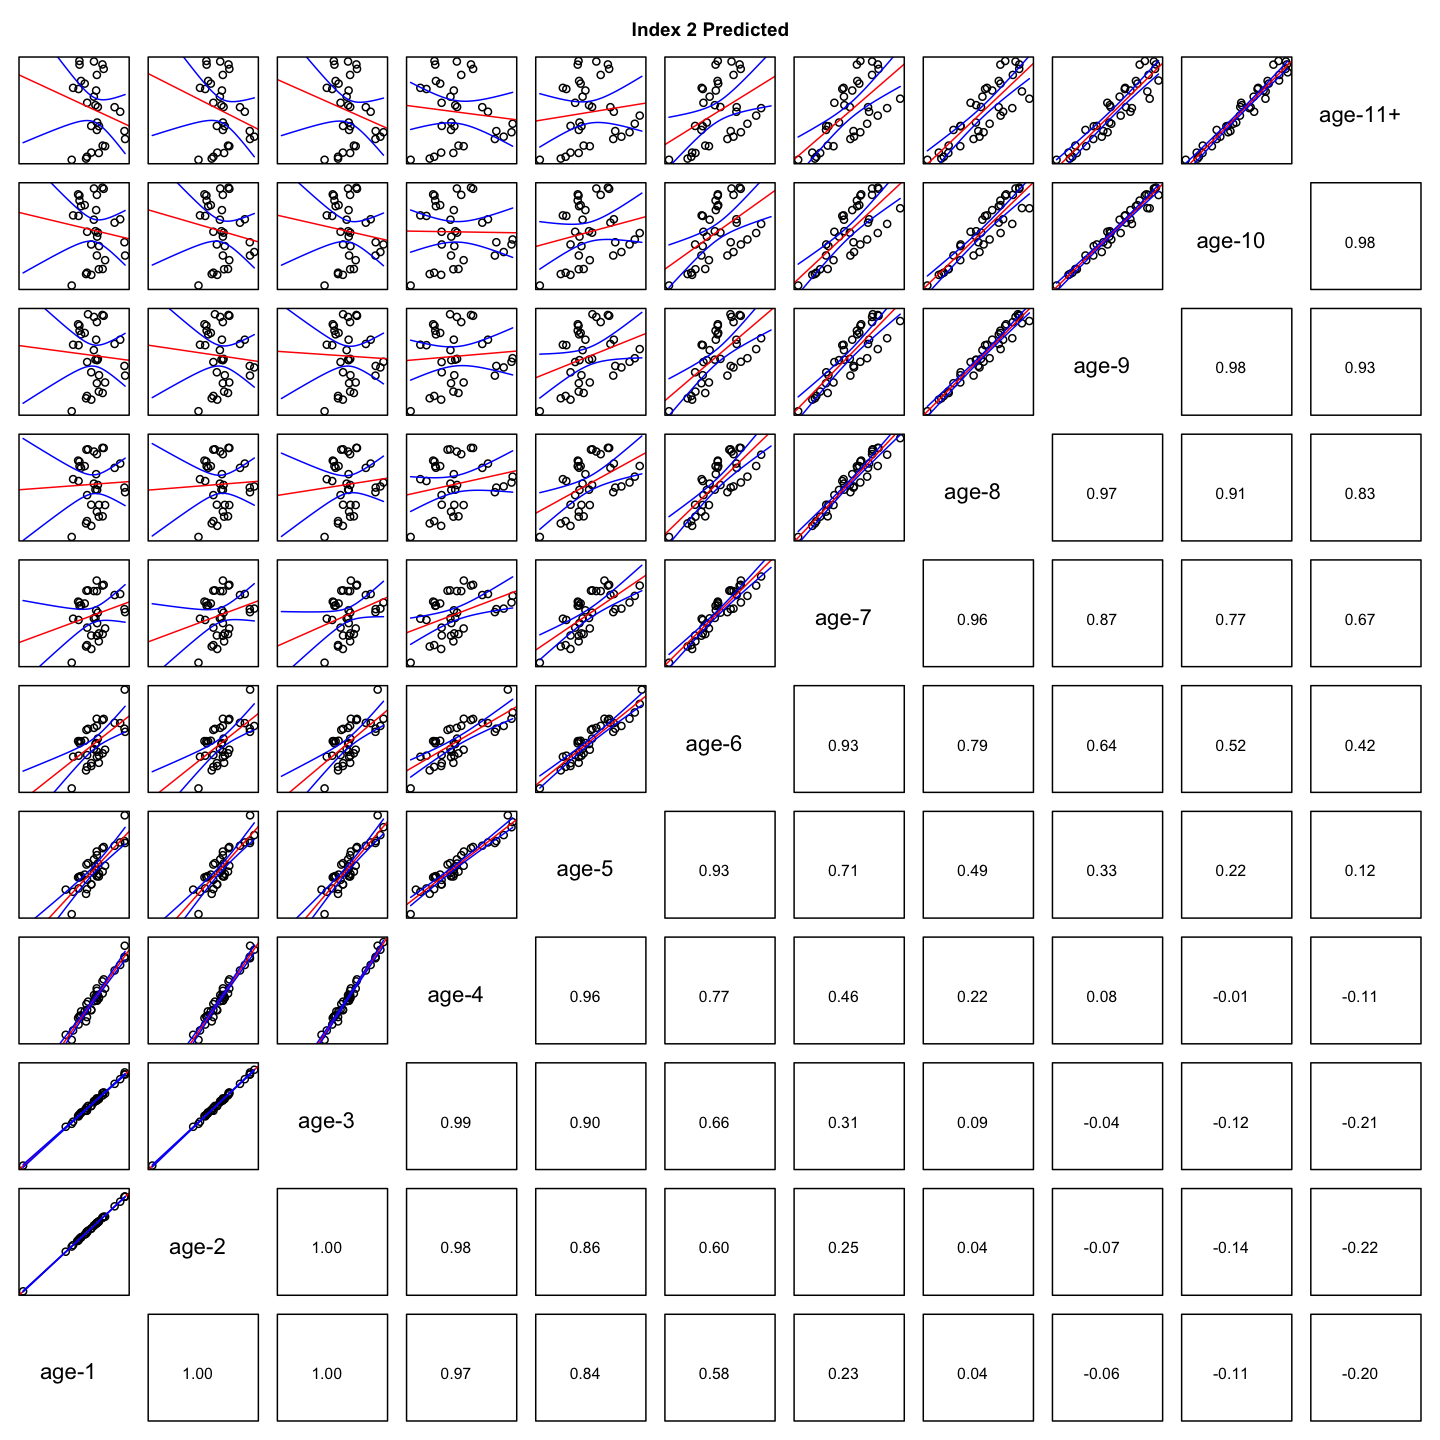 Index 2 Predicted
age-11+
age-10
0.98
age-9
0.98 0.93
age-8
0.97 0.91 0.83
age-7
0.96 0.87 0.77 0.67
age-6
0.93 0.79 0.64 0.52 0.42
age-5
0.93 0.71 0.49 0.33 0.22 0.12
age-4
0.96 0.77 0.46 0.22 0.08 -0.01 -0.11
age-3
0.99 0.90 0.66 0.31 0.09 -0.04 -0.12 -0.21
age-2
1.00 0.98 0.86 0.60 0.25 0.04 -0.07 -0.14 -0.22
age-1
1.00 1.00 0.97 0.84 0.58 0.23 0.04 -0.06 -0.11 -0.20